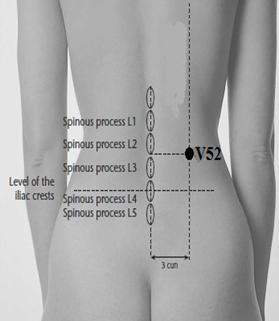 Spinous process L1
Spinous process L2
V52
Spinous process L3
Level of the
iliac crests
Spinous process L4
Spinous process L5
3 cun